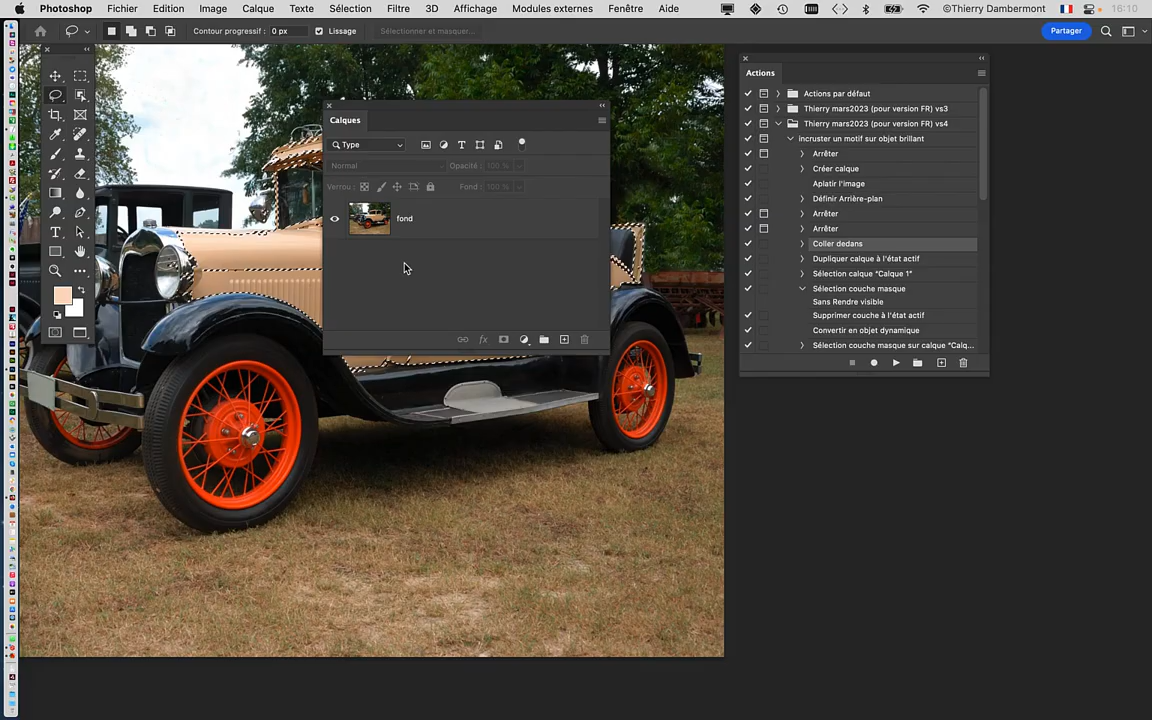 Photoshop Fichier Edition Image Calque Texte Sélection Filtre 3D Affichage Modules externes Fenêtre Aide ©Thierry Dambermont 16:10
Contour progressif : 0 px Lissage Sélectionner et masquer... Partager
Calques
Type
Normal Opacité : 100 %
Verrou : Fond : 100 %
fond
Actions
Actions par défaut
Thierry mars2023 (pour version FR) vs3
Thierry mars2023 (pour version FR) vs4
incruster un motif sur objet brillant
Arrêter
Créer calque
Aplatir l'image
Définir Arrière-plan
Arrêter
Arrêter
Coller dedans
Dupliquer calque à l'état actif
Sélection calque "Calque 1"
Sélection couche masque
Sans Rendre visible
Supprimer couche à l'état actif
Convertir en objet dynamique
Sélection couche masque sur calque "Calq...